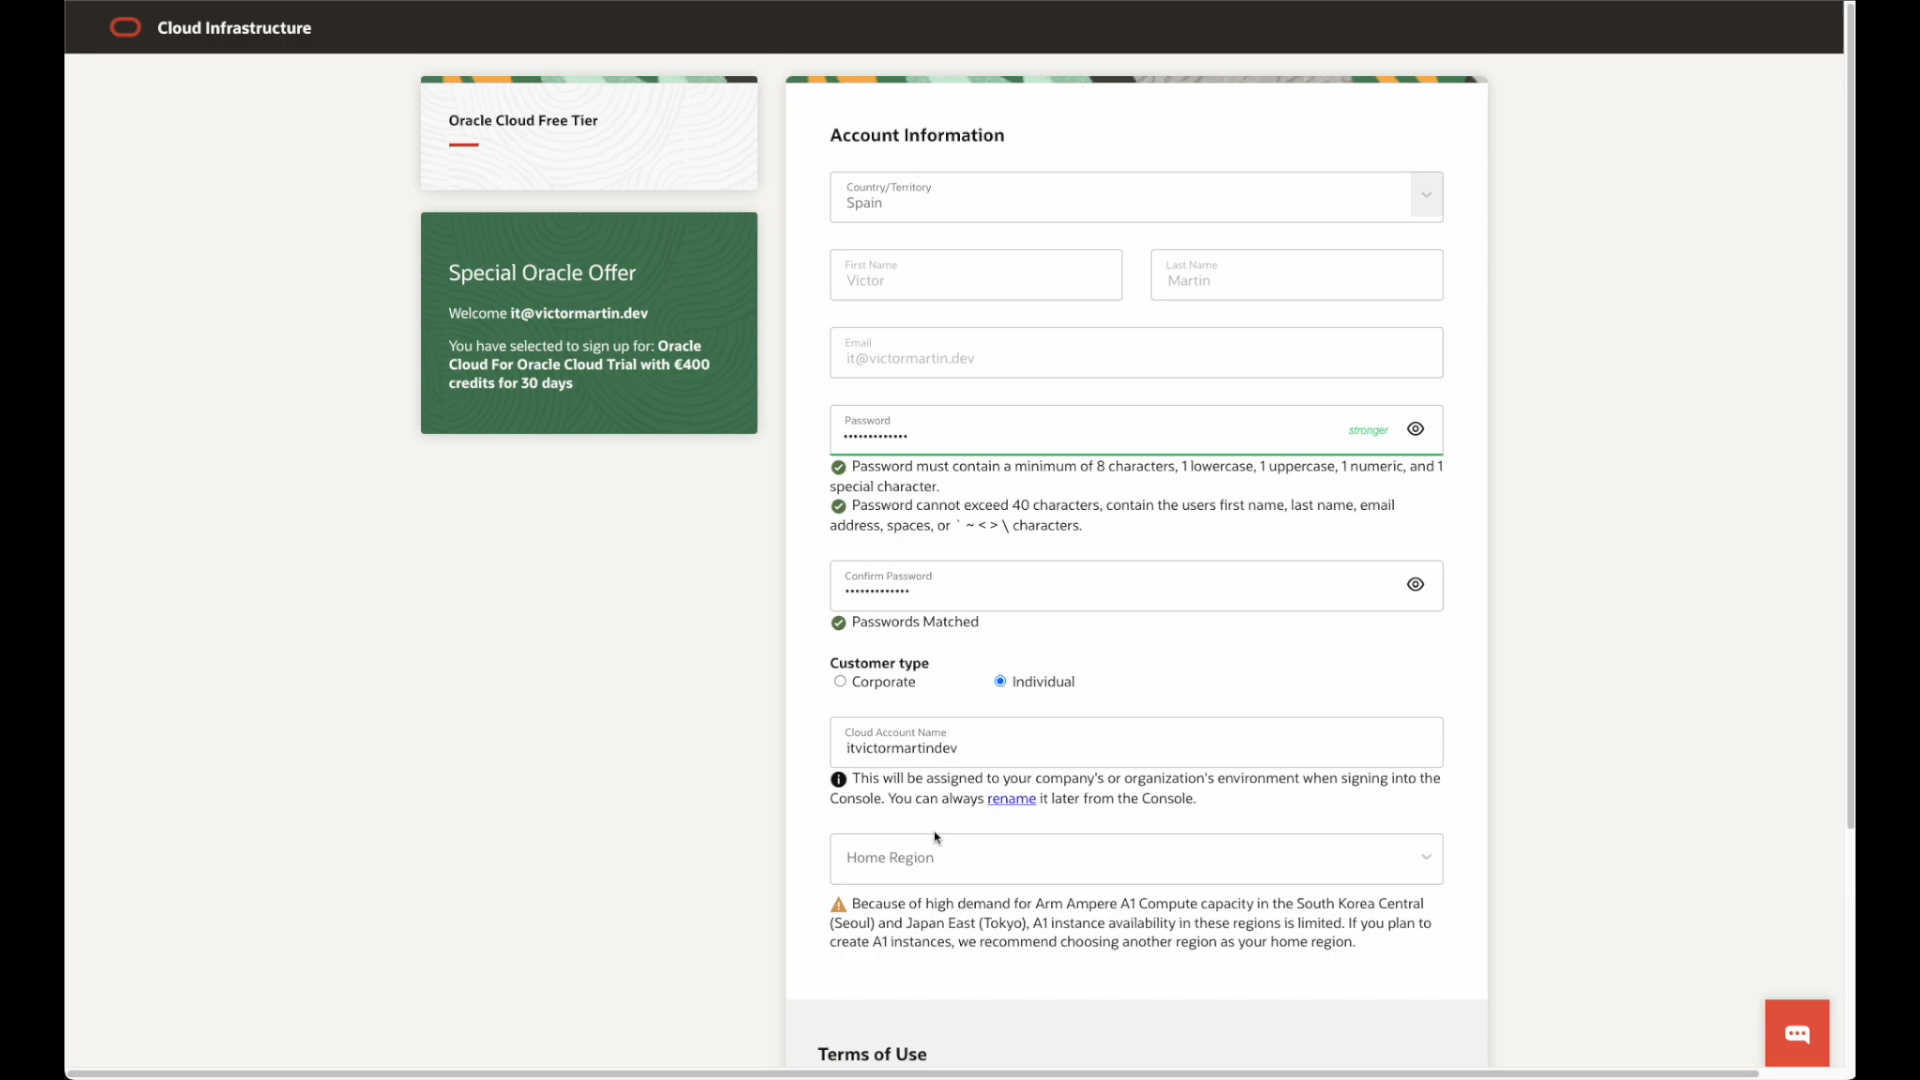 Cloud Infrastructure
Oracle Cloud Free Tier
Special Oracle Offer
Welcome it@victormartin.dev
You have selected to sign up for: Oracle
Cloud For Oracle Cloud Trial with €400
credits for 30 days
Account Information
Country/Territory
Spain
First Name
Victor
Last Name
Martin
Email
it@victormartin.dev
Password
•••••••••••••
stronger
Password must contain a minimum of 8 characters, 1 lowercase, 1 uppercase, 1 numeric, and 1
special character.
Password cannot exceed 40 characters, contain the users first name, last name, email
address, spaces, or ` ~ < > \ characters.
Confirm Password
•••••••••••••
Passwords Matched
Customer type
Corporate
Individual
Cloud Account Name
itvictormartindev
This will be assigned to your company's or organization's environment when signing into the
Console. You can always rename it later from the Console.
Home Region
Because of high demand for Arm Ampere A1 Compute capacity in the South Korea Central
(Seoul) and Japan East (Tokyo), A1 instance availability in these regions is limited. If you plan to
create A1 instances, we recommend choosing another region as your home region.
Terms of Use